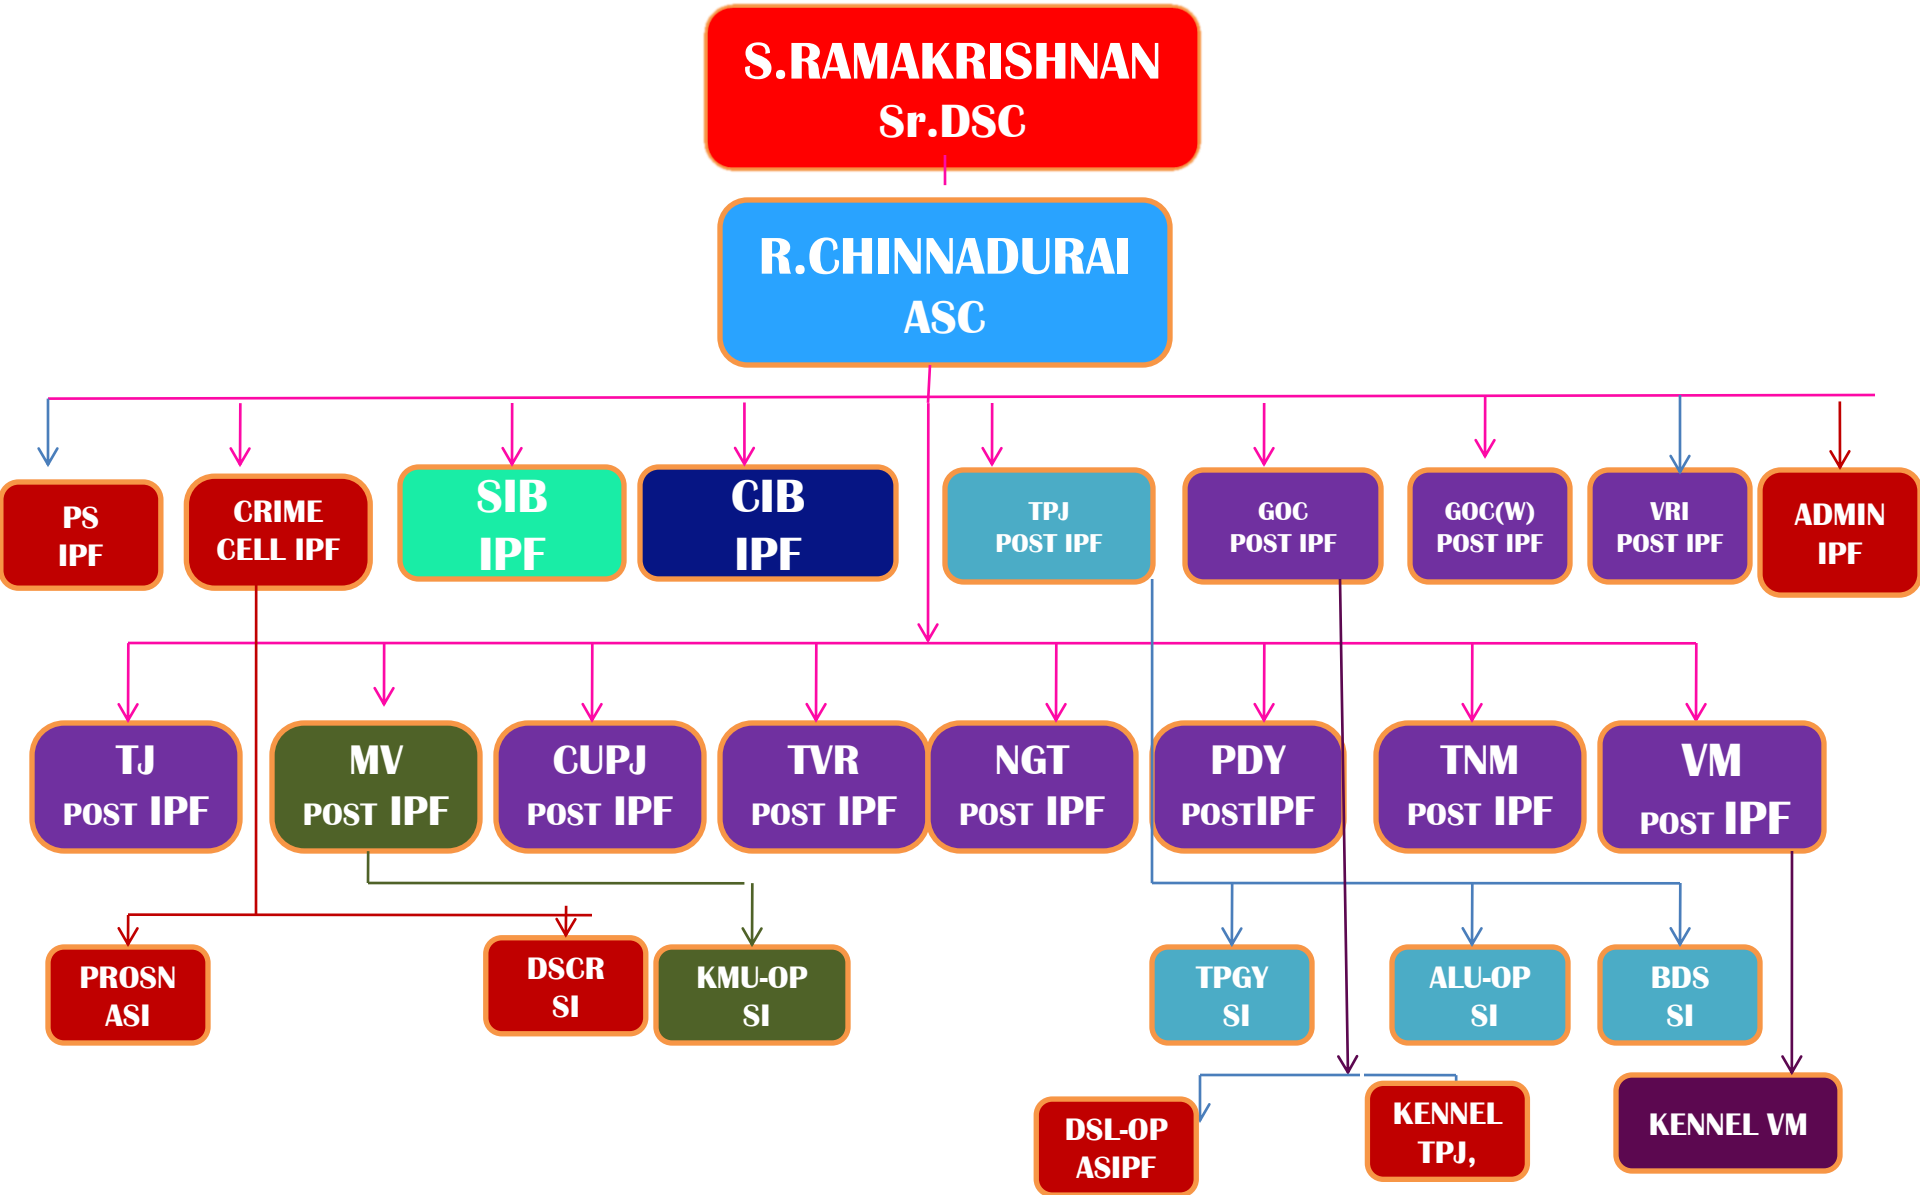 S.RAMAKRISHNAN
Sr.DSC
R.CHINNADURAI
ASC
PS
IPF
CRIME
CELL IPF
SIB
IPF
CIB
IPF
TPJ
POST IPF
GOC
POST IPF
GOC(W)
POST IPF
VRI
POST IPF
ADMIN
IPF
TJ
POST IPF
MV
POST IPF
CUPJ
POST IPF
TVR
POST IPF
NGT
POST IPF
PDY
POSTIPF
TNM
POST IPF
VM
POST IPF
PROSN
ASI
DSCR
SI
KMU-OP
SI
TPGY
SI
ALU-OP
SI
BDS
SI
DSL-OP
ASIPF
KENNEL
TPJ,
KENNEL VM